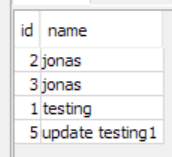 id name
2 jonas
3 jonas
1 testing
5 update testing1